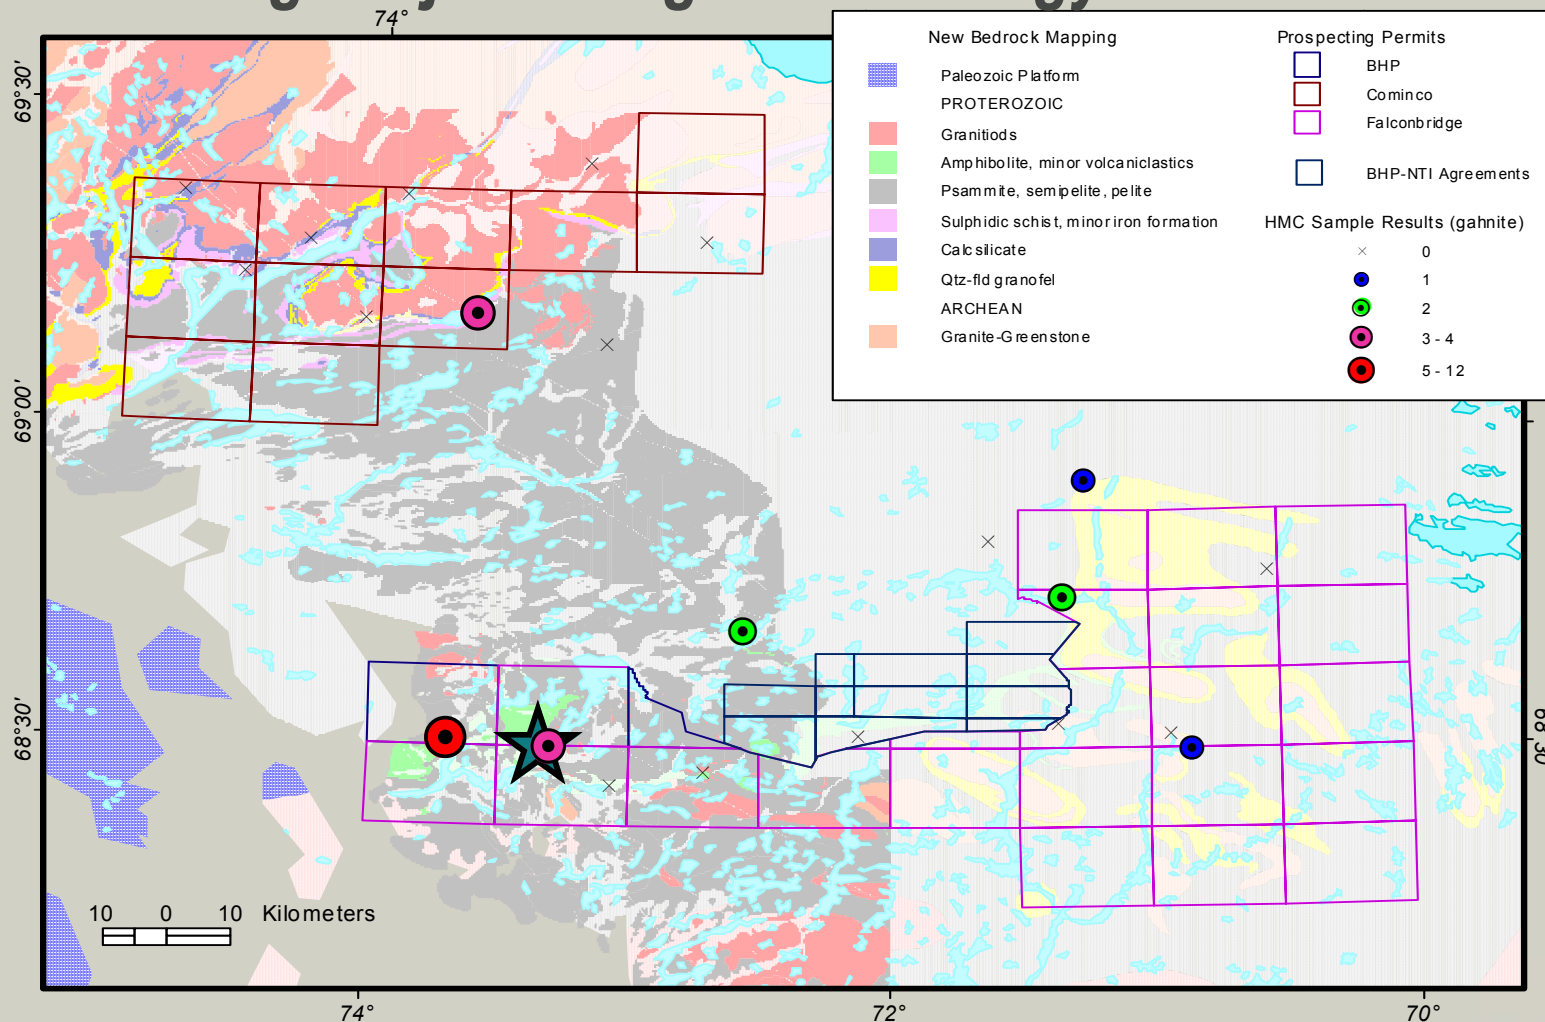 74°
New Bedrock Mapping
Paleozoic Platform
PROTEROZOIC
Granitiods
Amphibolite, minor volcaniclastics
Psammite, semipelite, pelite
Sulphidic schist, minor iron formation
Calcsilicate
Qtz-fld granofel
ARCHEAN
Granite-Greenstone
Prospecting Permits
BHP
Cominco
Falconbridge
BHP-NTI Agreements
HMC Sample Results (gahnite)
0
1
2
3 - 4
5 - 12
69°30'
69°00'
68°30'
10 0 10 Kilometers
74°
72°
70°